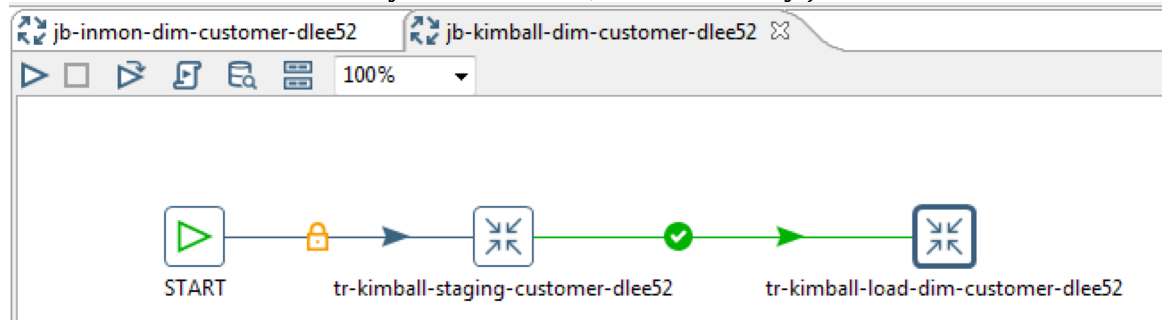 jb-inmon-dim-customer-dlee52
jb-kimball-dim-customer-dlee52
100%
START
tr-kimball-staging-customer-dlee52
tr-kimball-load-dim-customer-dlee52